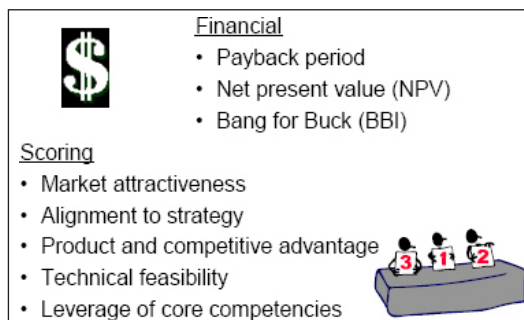 $
Financial
• Payback period
• Net present value (NPV)
• Bang for Buck (BBI)
Scoring
• Market attractiveness
• Alignment to strategy
• Product and competitive advantage
• Technical feasibility
• Leverage of core competencies
3 1 2